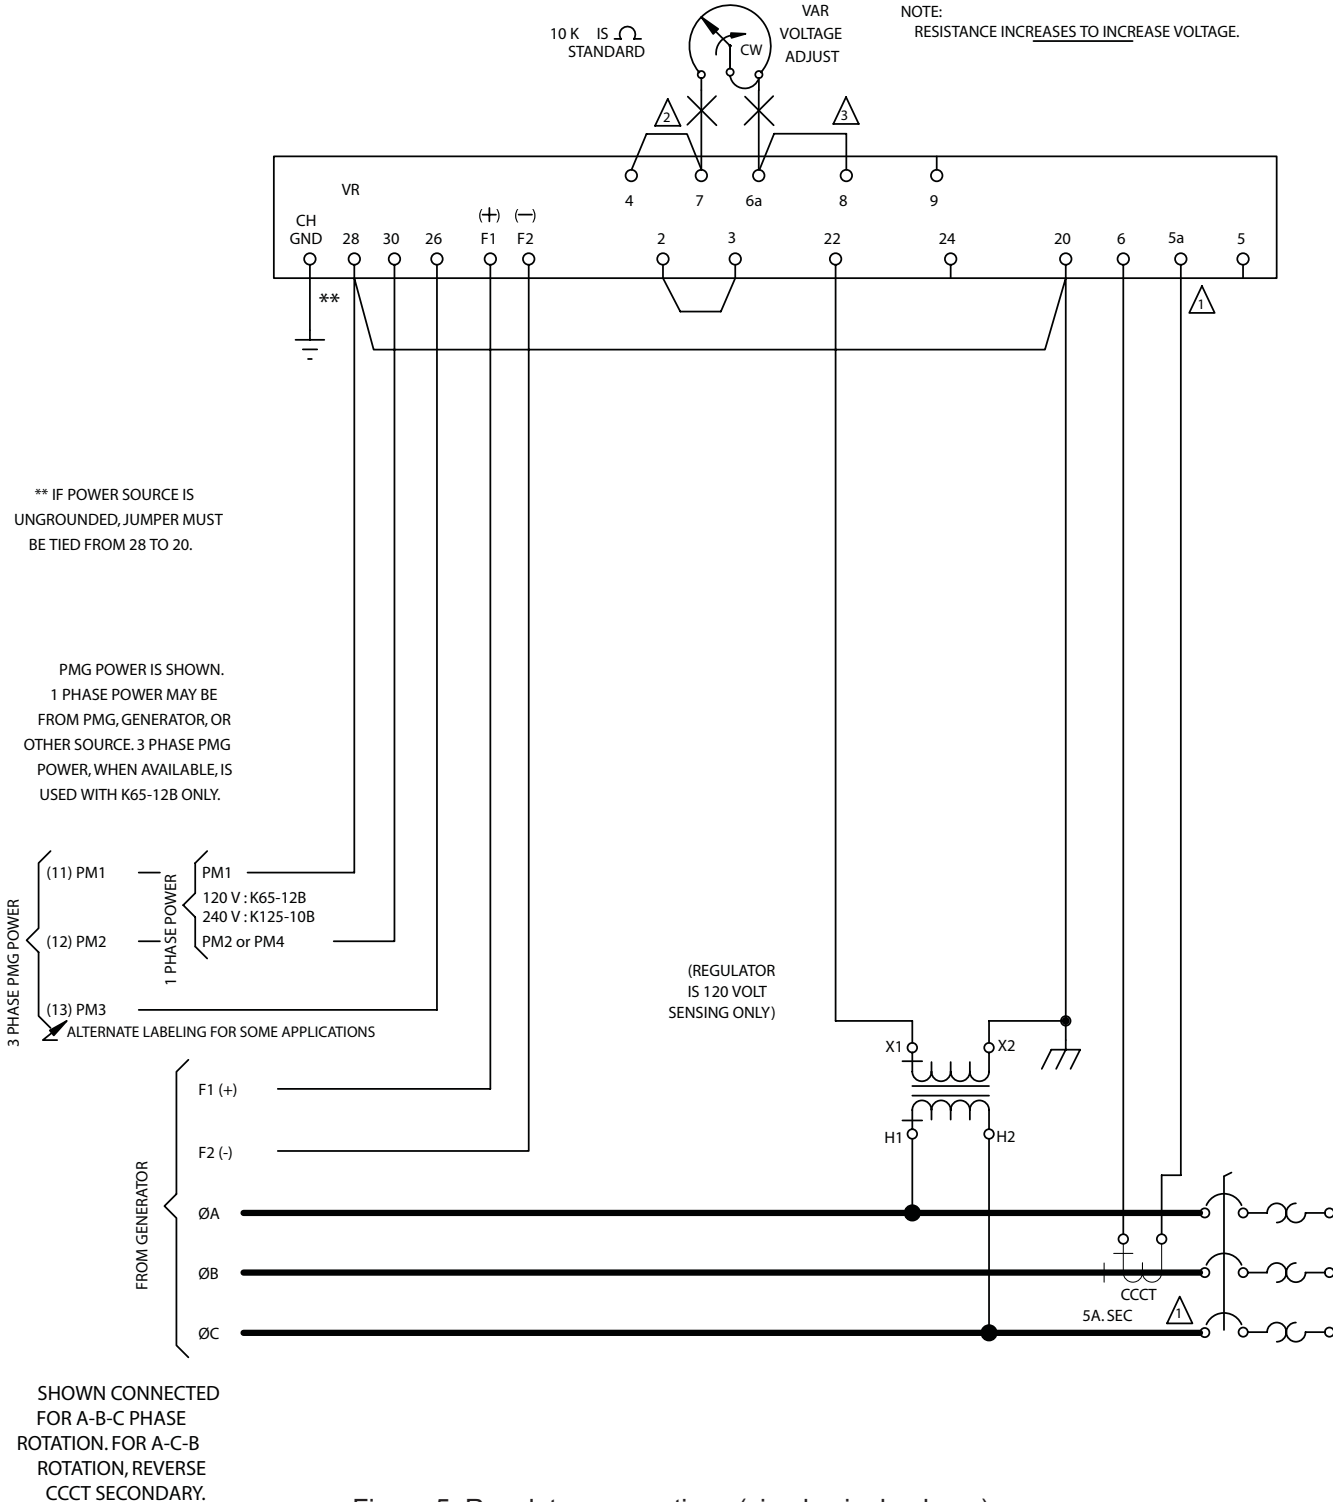 VAR
VOLTAGE
ADJUST
NOTE:
RESISTANCE INCREASES TO INCREASE VOLTAGE.
10 K IS Ω
STANDARD
CW
2
3
VR
4
7
6a
8
9
CH
GND
28
30
26
(+)
F1
(—)
F2
2
3
22
24
20
6
5a
5
**
1
** IF POWER SOURCE IS
UNGROUNDED, JUMPER MUST
BE TIED FROM 28 TO 20.
PMG POWER IS SHOWN.
1 PHASE POWER MAY BE
FROM PMG, GENERATOR, OR
OTHER SOURCE. 3 PHASE PMG
POWER, WHEN AVAILABLE, IS
USED WITH K65-12B ONLY.
3 PHASE PMG POWER
(11) PM1
(12) PM2
(13) PM3
1 PHASE POWER
PM1
120 V : K65-12B
240 V : K125-10B
PM2 or PM4
ALTERNATE LABELING FOR SOME APPLICATIONS
(REGULATOR
IS 120 VOLT
SENSING ONLY)
X1
X2
H1
H2
FROM GENERATOR
F1 (+)
F2 (-)
ØA
ØB
ØC
CCCT
5A. SEC
1
SHOWN CONNECTED
FOR A-B-C PHASE
ROTATION. FOR A-C-B
ROTATION, REVERSE
CCCT SECONDARY.